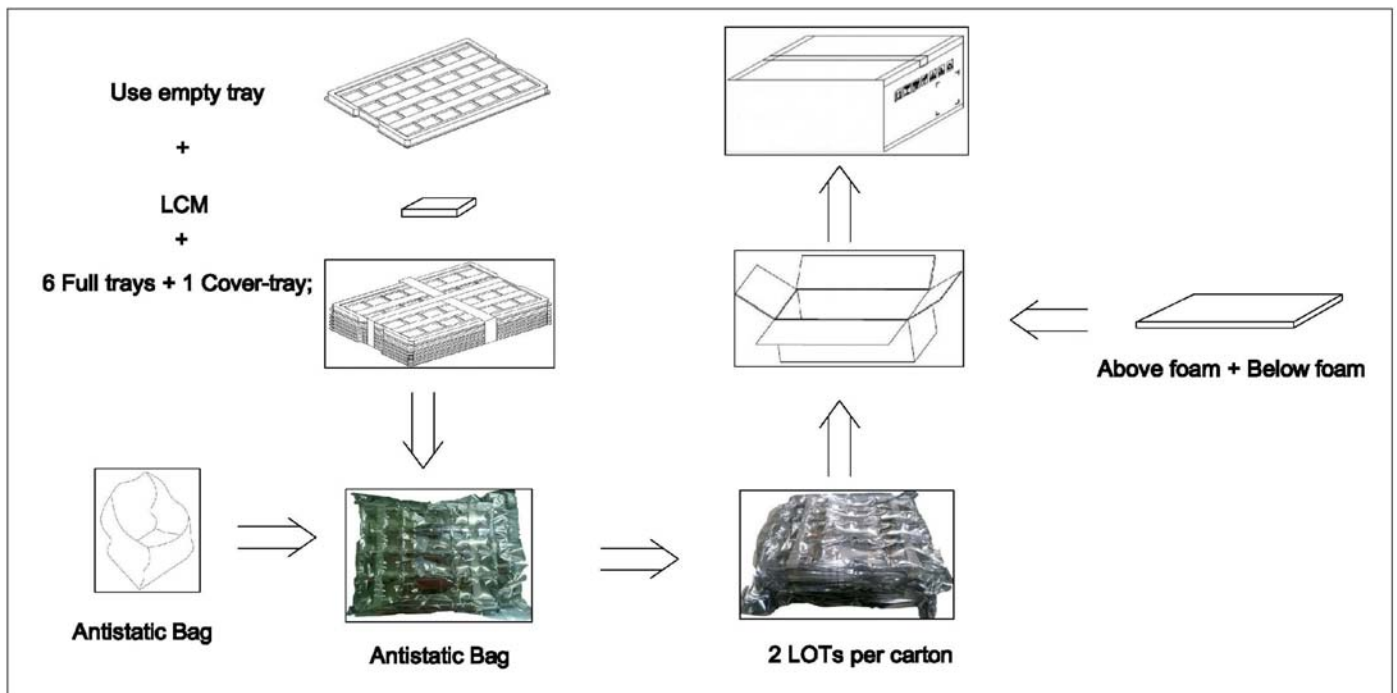 Use empty tray
+
LCM
+
6 Full trays + 1 Cover-tray;
Above foam + Below foam
Antistatic Bag
Antistatic Bag
2 LOTs per carton